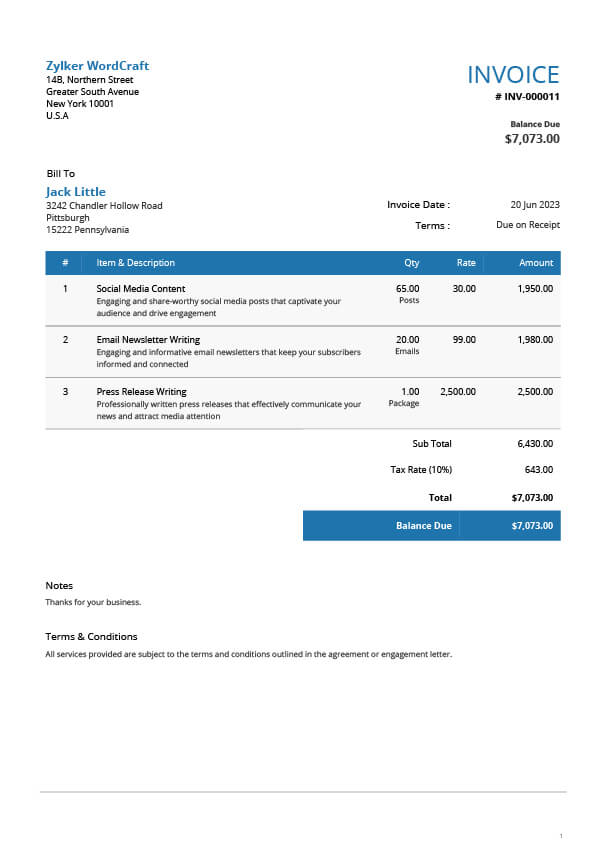 Zylker WordCraft
14B, Northern Street
Greater South Avenue
New York 10001
U.S.A
INVOICE
# INV-000011
Balance Due
$7,073.00
Bill To
Jack Little
3242 Chandler Hollow Road
Pittsburgh
15222 Pennsylvania
Invoice Date : 20 Jun 2023
Terms : Due on Receipt
# Item & Description Qty Rate Amount
1 Social Media Content 65.00 30.00 1,950.00
Engaging and share-worthy social media posts that captivate your Posts
audience and drive engagement
2 Email Newsletter Writing 20.00 99.00 1,980.00
Engaging and informative email newsletters that keep your subscribers Emails
informed and connected
3 Press Release Writing 1.00 2,500.00 2,500.00
Professionally written press releases that effectively communicate your Package
news and attract media attention
Sub Total 6,430.00
Tax Rate (10%) 643.00
Total $7,073.00
Balance Due $7,073.00
Notes
Thanks for your business.
Terms & Conditions
All services provided are subject to the terms and conditions outlined in the agreement or engagement letter.
1